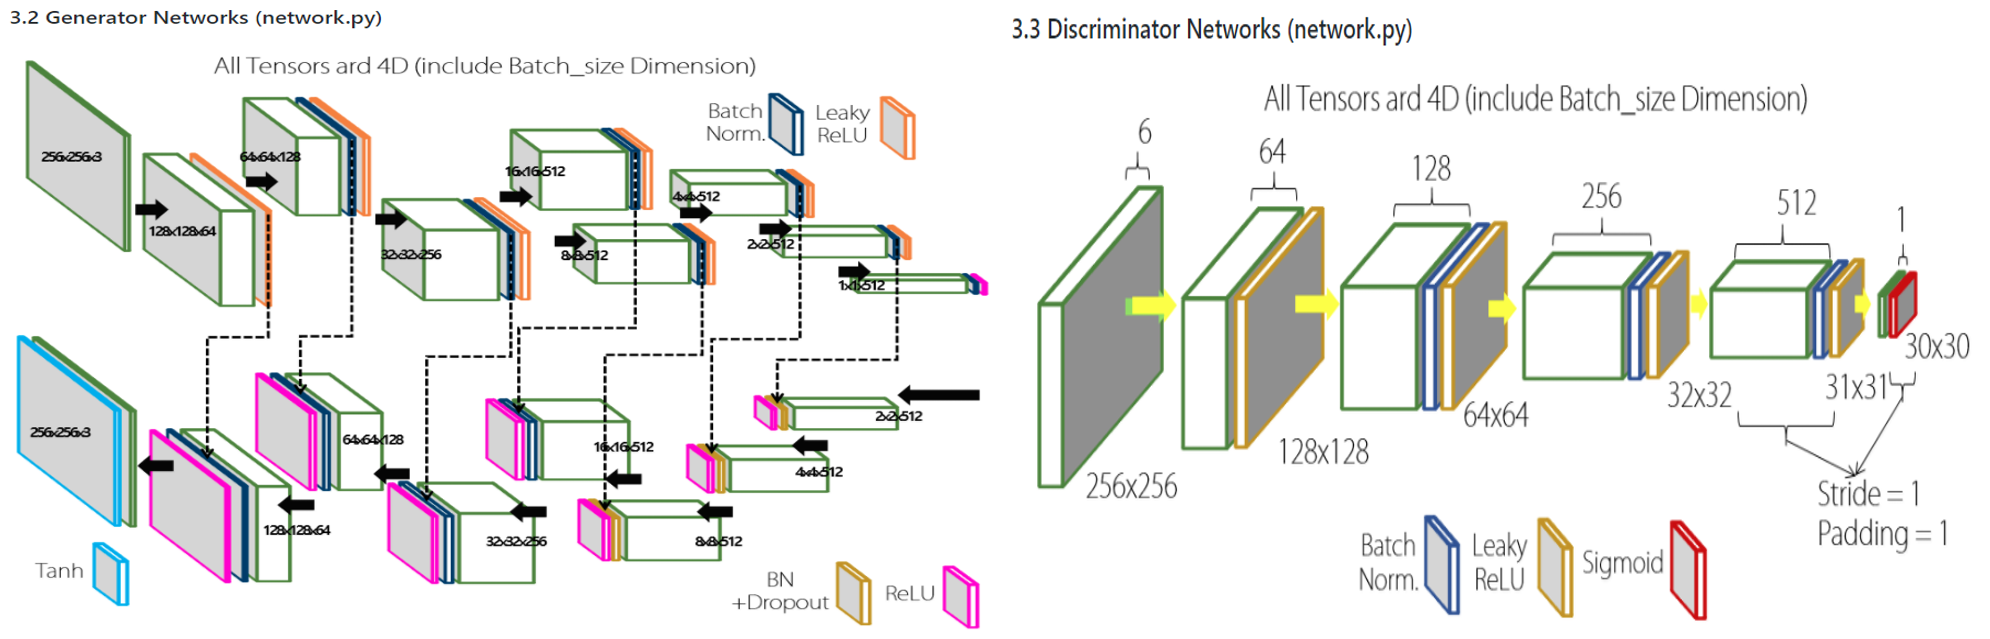 3.2 Generator Networks (network.py)
All Tensors ard 4D (include Batch_size Dimension)
Batch
Norm.
Leaky
ReLU
256x256x3
128x128x64
64x64x128
32x32x256
16x16x512
8x8x512
4x4x512
2x2x512
1x1x512
2x2x512
4x4x512
8x8x512
16x16x512
32x32x256
64x64x128
128x128x64
256x256x3
Tanh
BN
+Dropout
ReLU
3.3 Discriminator Networks (network.py)
All Tensors ard 4D (include Batch_size Dimension)
6
64
128
256
512
1
256x256
128x128
64x64
32x32
31x31
30x30
Stride = 1
Padding = 1
Batch
Norm.
Leaky
ReLU
Sigmoid